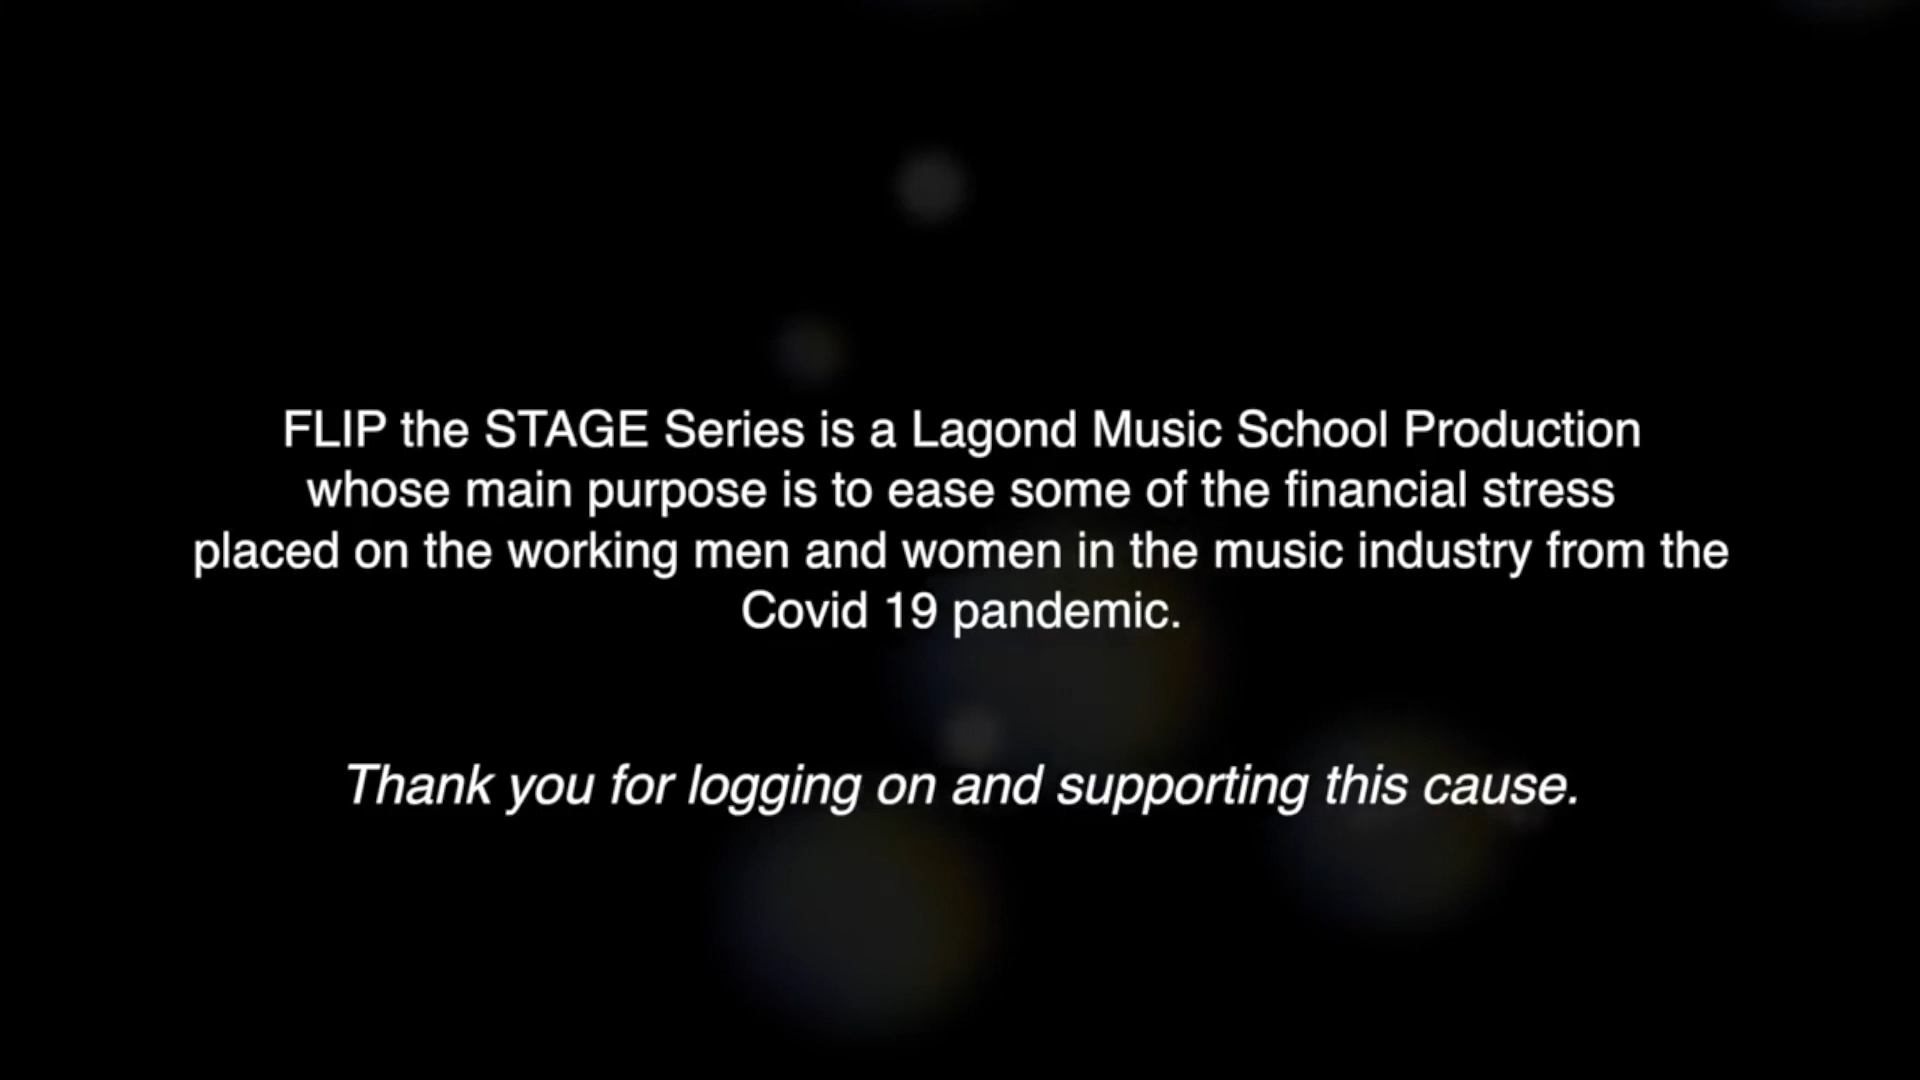 FLIP the STAGE Series is a Lagond Music School Production
whose main purpose is to ease some of the financial stress
placed on the working men and women in the music industry from the
Covid 19 pandemic.
Thank you for logging on and supporting this cause.